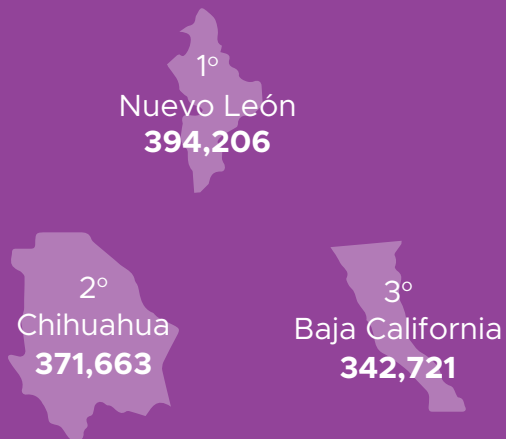 1°
Nuevo León
394,206
2°
Chihuahua
371,663
3°
Baja California
342,721